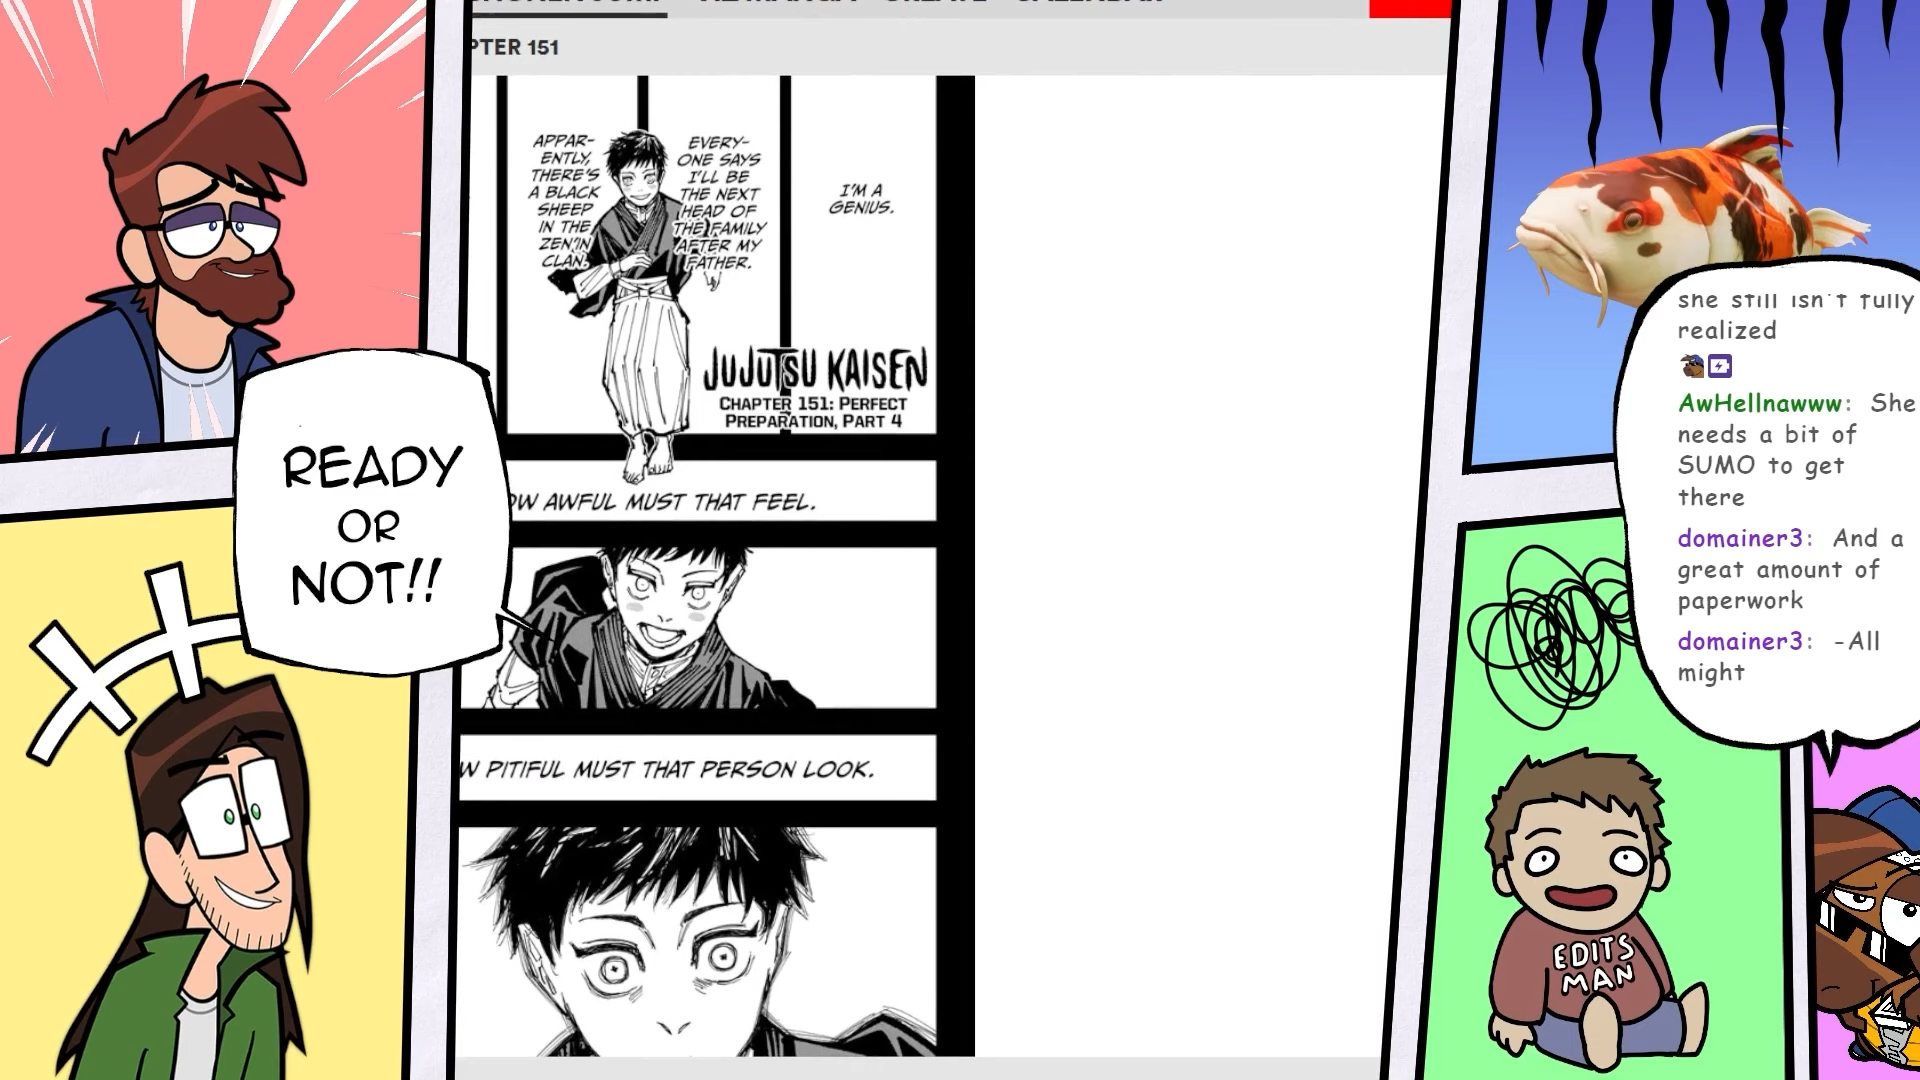 PTER 151
APPAR-
ENTLY,
THERE'S
A BLACK
SHEEP
IN THE
ZEN'IN
CLAN.
EVERY-
ONE SAYS
I'LL BE
THE NEXT
HEAD OF
THE FAMILY
AFTER MY
FATHER.
I'M A
GENIUS.
JUJUTSU KAISEN
CHAPTER 151: PERFECT
PREPARATION, PART 4
OW AWFUL MUST THAT FEEL.
W PITIFUL MUST THAT PERSON LOOK.
READY
OR
NOT!!
she still isn't fully
realized
AwHellnawww: She
needs a bit of
SUMO to get
there
domainer3: And a
great amount of
paperwork
domainer3: -All
might
EDITS
MAN